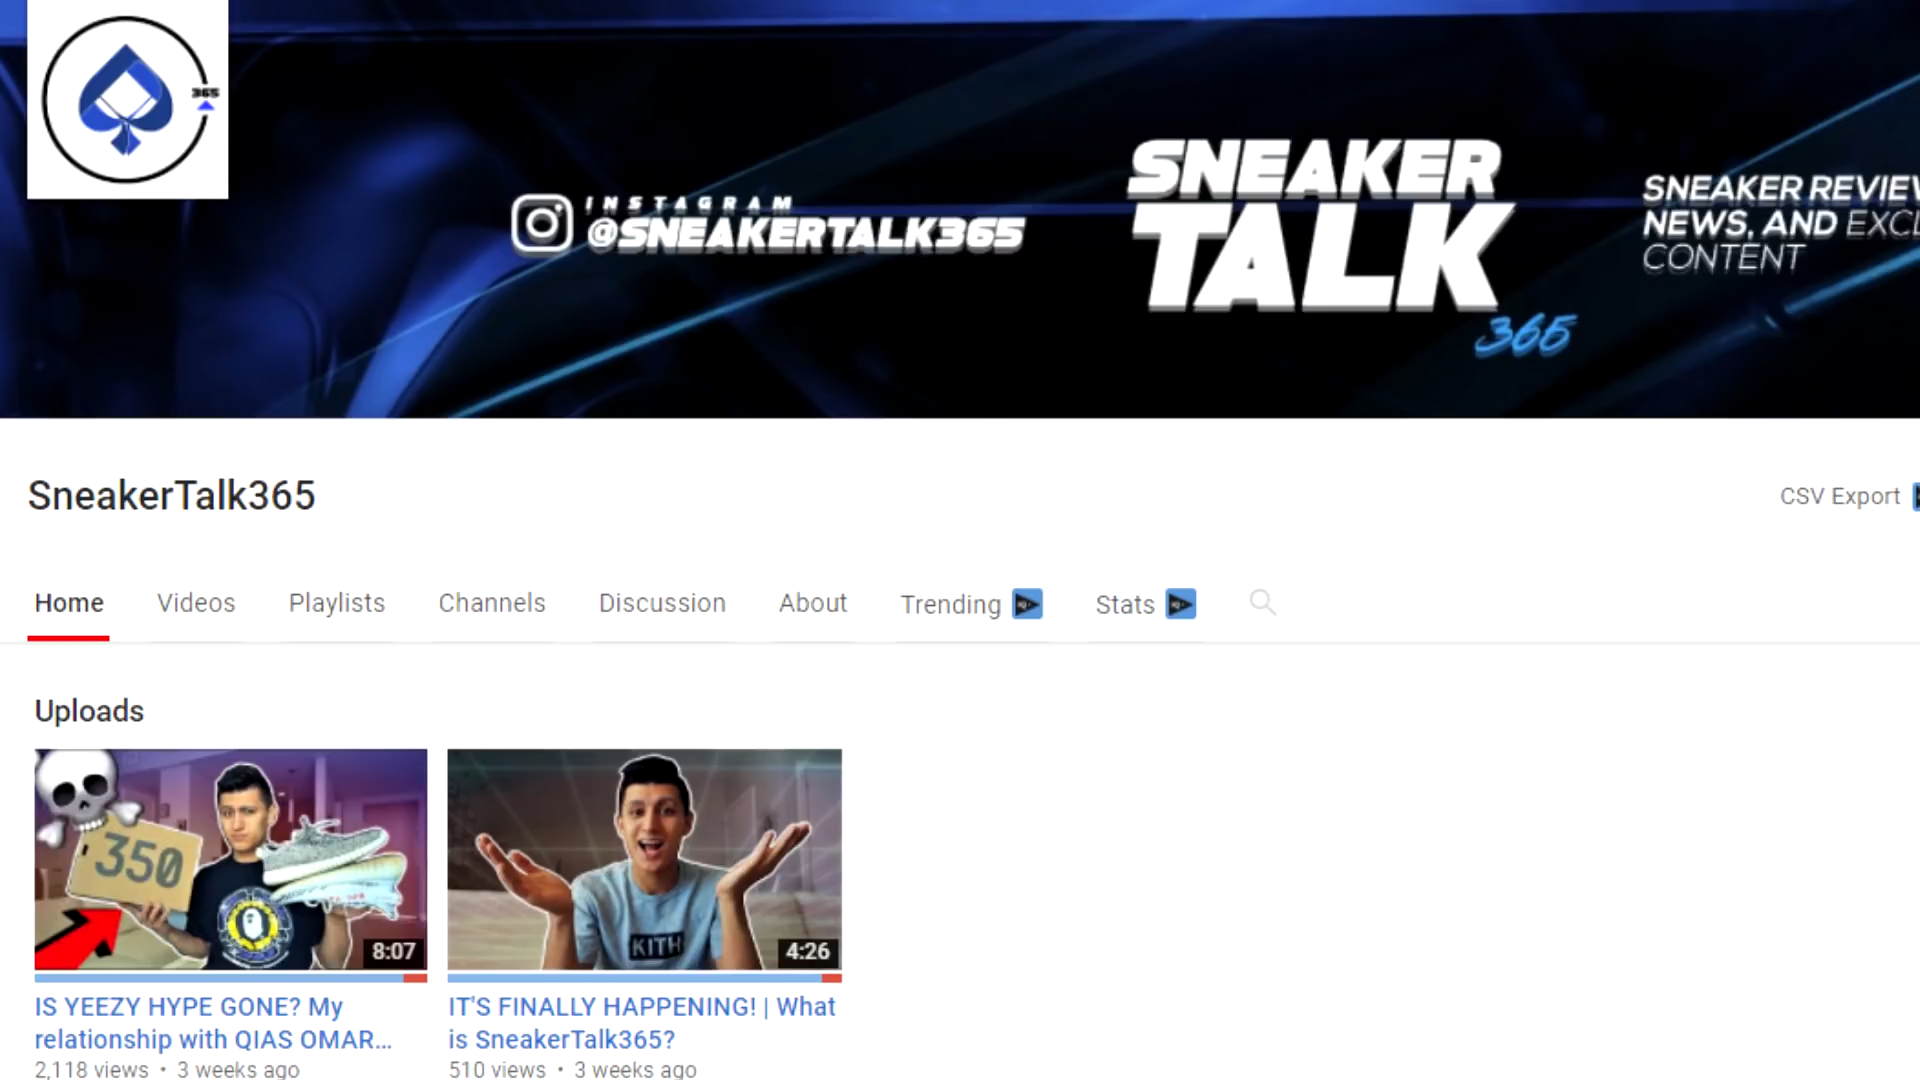 365
INSTAGRAM
@SNEAKERTALK365
SNEAKER
TALK
365
SNEAKER REVIEW
NEWS, AND EXCL
CONTENT
SneakerTalk365
CSV Export
Home Videos Playlists Channels Discussion About Trending Stats
Uploads
350
8:07
KITH
4:26
IS YEEZY HYPE GONE? My
relationship with QIAS OMAR...
2,118 views • 3 weeks ago
IT'S FINALLY HAPPENING! | What
is SneakerTalk365?
510 views • 3 weeks ago